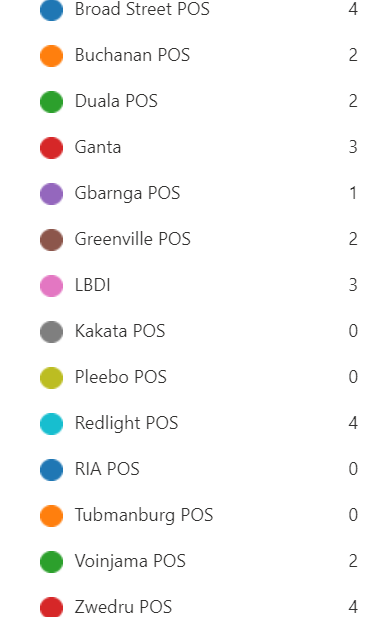 Broad Street POS 4
Buchanan POS 2
Duala POS 2
Ganta 3
Gbarnga POS 1
Greenville POS 2
LBDI 3
Kakata POS 0
Pleebo POS 0
Redlight POS 4
RIA POS 0
Tubmanburg POS 0
Voinjama POS 2
Zwedru POS 4